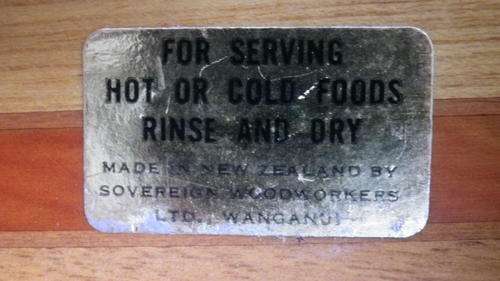 FOR SERVING
HOT OR COLD FOODS
RINSE AND DRY
MADE IN NEW ZEALAND BY
SOVEREIGN WOODWORKERS
LTD., WANGANUI